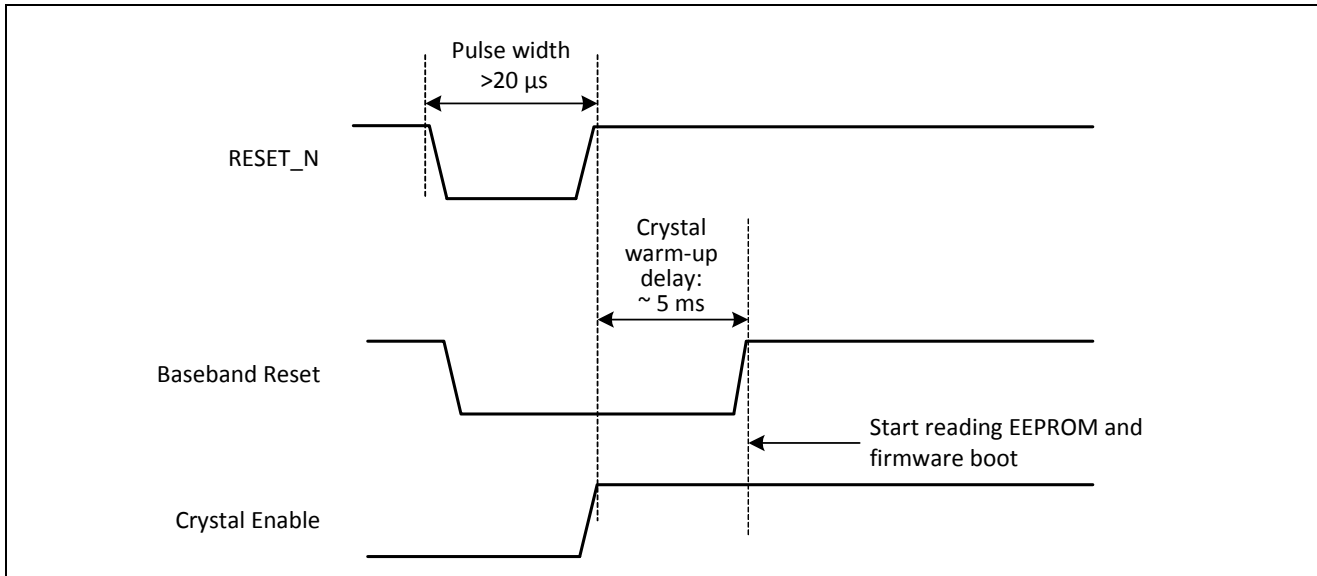 Pulse width
>20 µs
RESET_N
Crystal
warm-up
delay:
~ 5 ms
Baseband Reset
Start reading EEPROM and
firmware boot
Crystal Enable